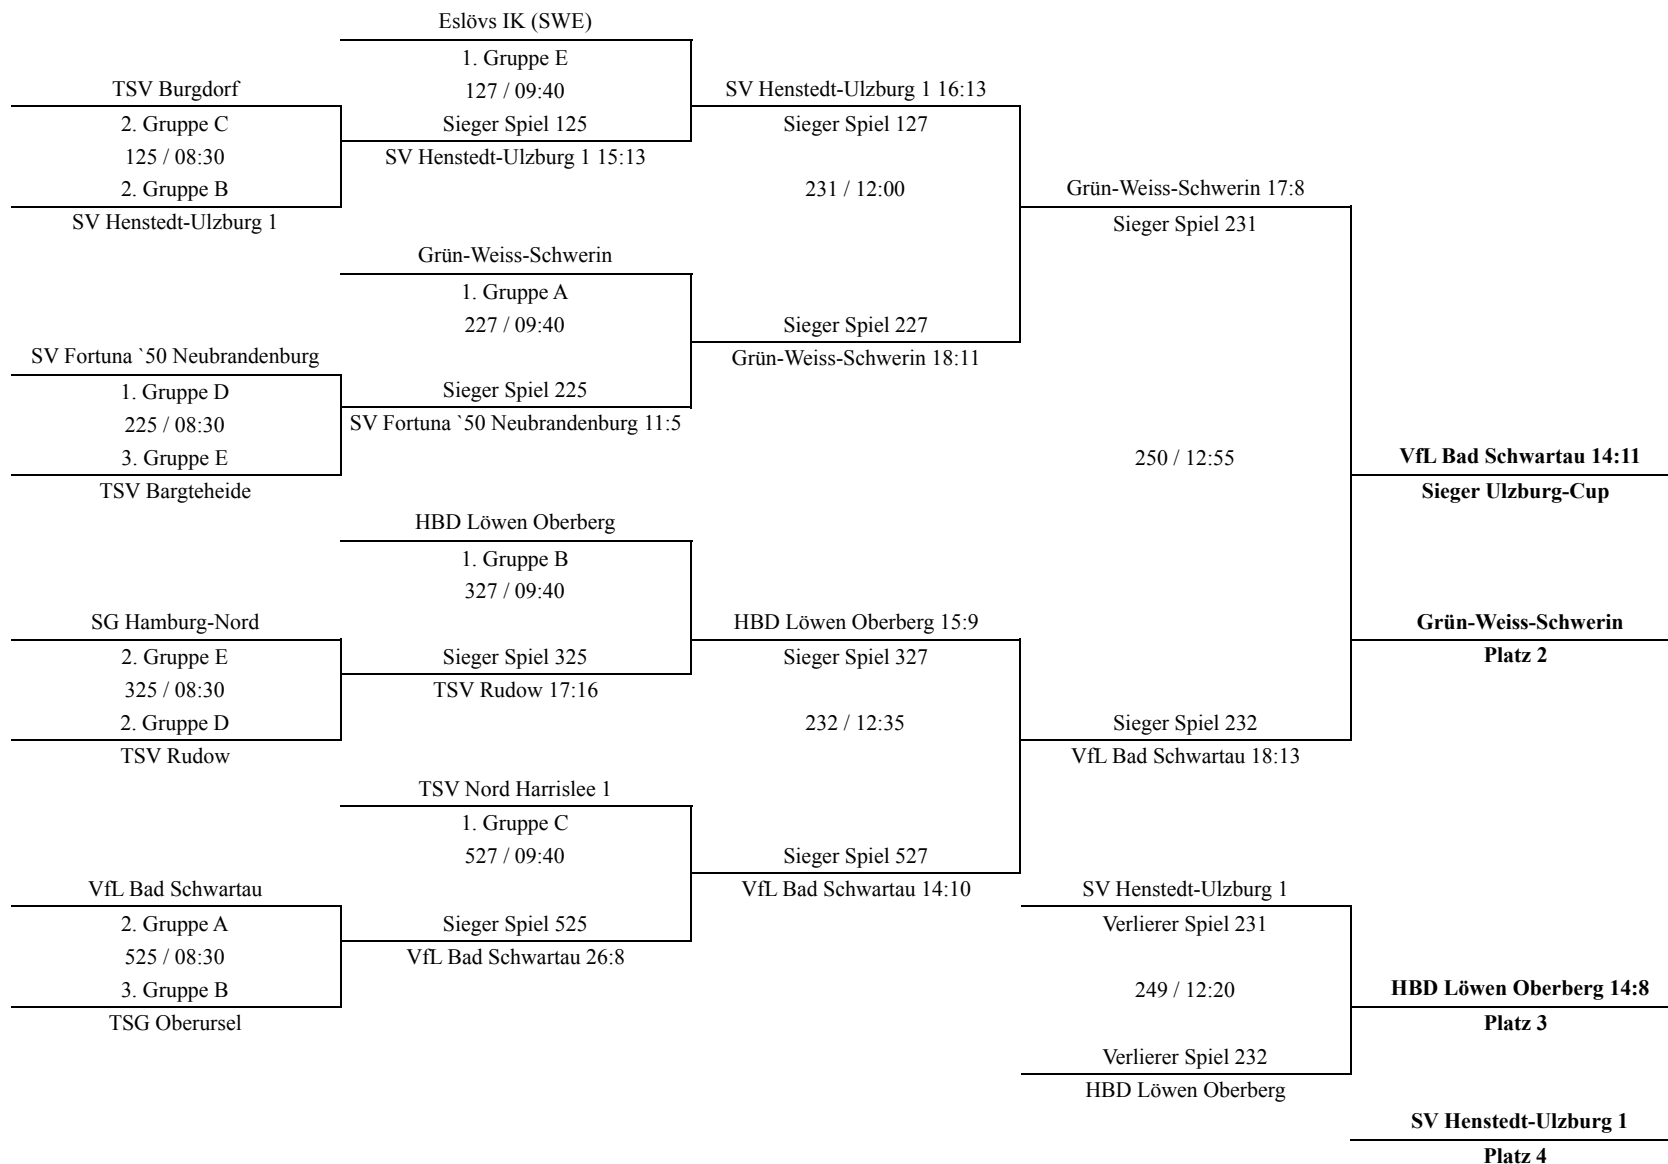 Eslövs IK (SWE)
1. Gruppe E
TSV Burgdorf
127 / 09:40
SV Henstedt-Ulzburg 1 16:13
2. Gruppe C
Sieger Spiel 125
Sieger Spiel 127
125 / 08:30
SV Henstedt-Ulzburg 1 15:13
2. Gruppe B
231 / 12:00
Grün-Weiss-Schwerin 17:8
SV Henstedt-Ulzburg 1
Sieger Spiel 231
Grün-Weiss-Schwerin
1. Gruppe A
227 / 09:40
Sieger Spiel 227
SV Fortuna `50 Neubrandenburg
Grün-Weiss-Schwerin 18:11
1. Gruppe D
Sieger Spiel 225
225 / 08:30
SV Fortuna `50 Neubrandenburg 11:5
3. Gruppe E
250 / 12:55
VfL Bad Schwartau 14:11
TSV Bargteheide
Sieger Ulzburg-Cup
HBD Löwen Oberberg
1. Gruppe B
327 / 09:40
SG Hamburg-Nord
HBD Löwen Oberberg 15:9
Grün-Weiss-Schwerin
2. Gruppe E
Sieger Spiel 325
Sieger Spiel 327
Platz 2
325 / 08:30
TSV Rudow 17:16
2. Gruppe D
232 / 12:35
Sieger Spiel 232
TSV Rudow
VfL Bad Schwartau 18:13
TSV Nord Harrislee 1
1. Gruppe C
527 / 09:40
Sieger Spiel 527
VfL Bad Schwartau
VfL Bad Schwartau 14:10
SV Henstedt-Ulzburg 1
2. Gruppe A
Sieger Spiel 525
Verlierer Spiel 231
525 / 08:30
VfL Bad Schwartau 26:8
3. Gruppe B
249 / 12:20
HBD Löwen Oberberg 14:8
TSG Oberursel
Platz 3
Verlierer Spiel 232
HBD Löwen Oberberg
SV Henstedt-Ulzburg 1
Platz 4